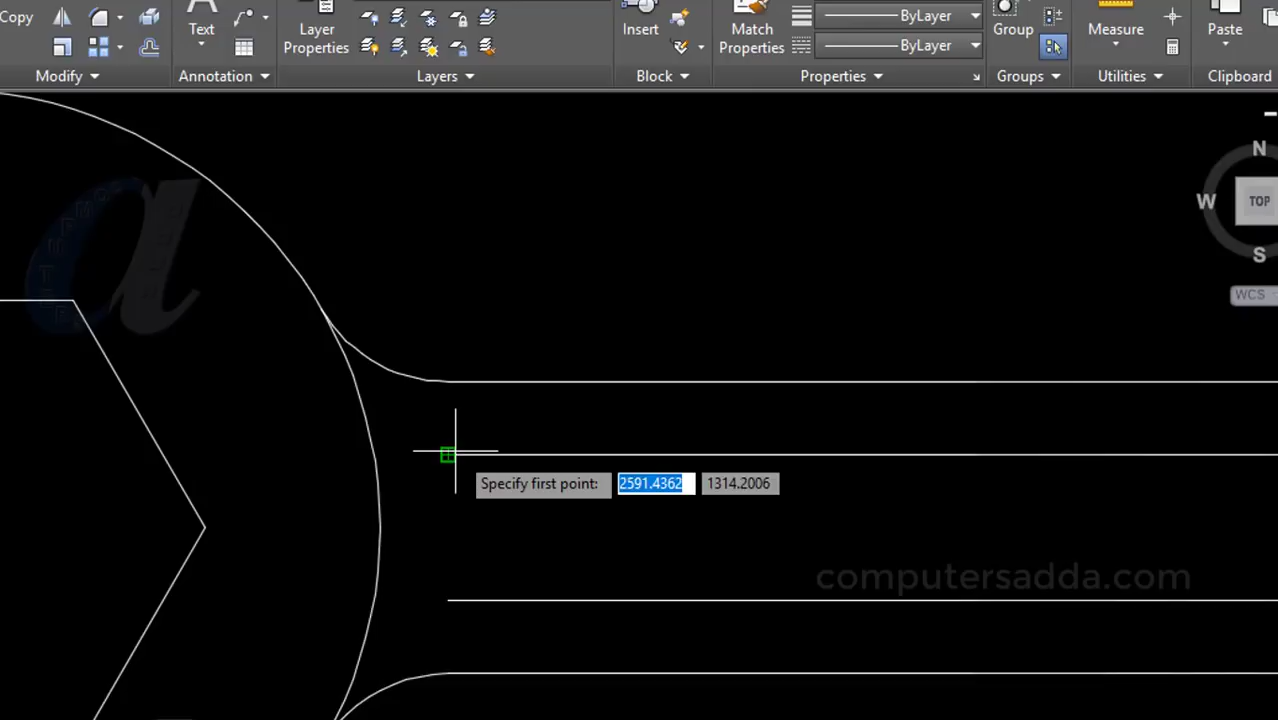 Copy
Text
Layer
Properties
Insert
Match
Properties
ByLayer
ByLayer
Group
Measure
Paste
Modify
Annotation
Layers
Block
Properties
Groups
Utilities
Clipboard
N
W
TOP
S
WCS
a
Specify first point: 2591.4362 1314.2006
computersadda.com